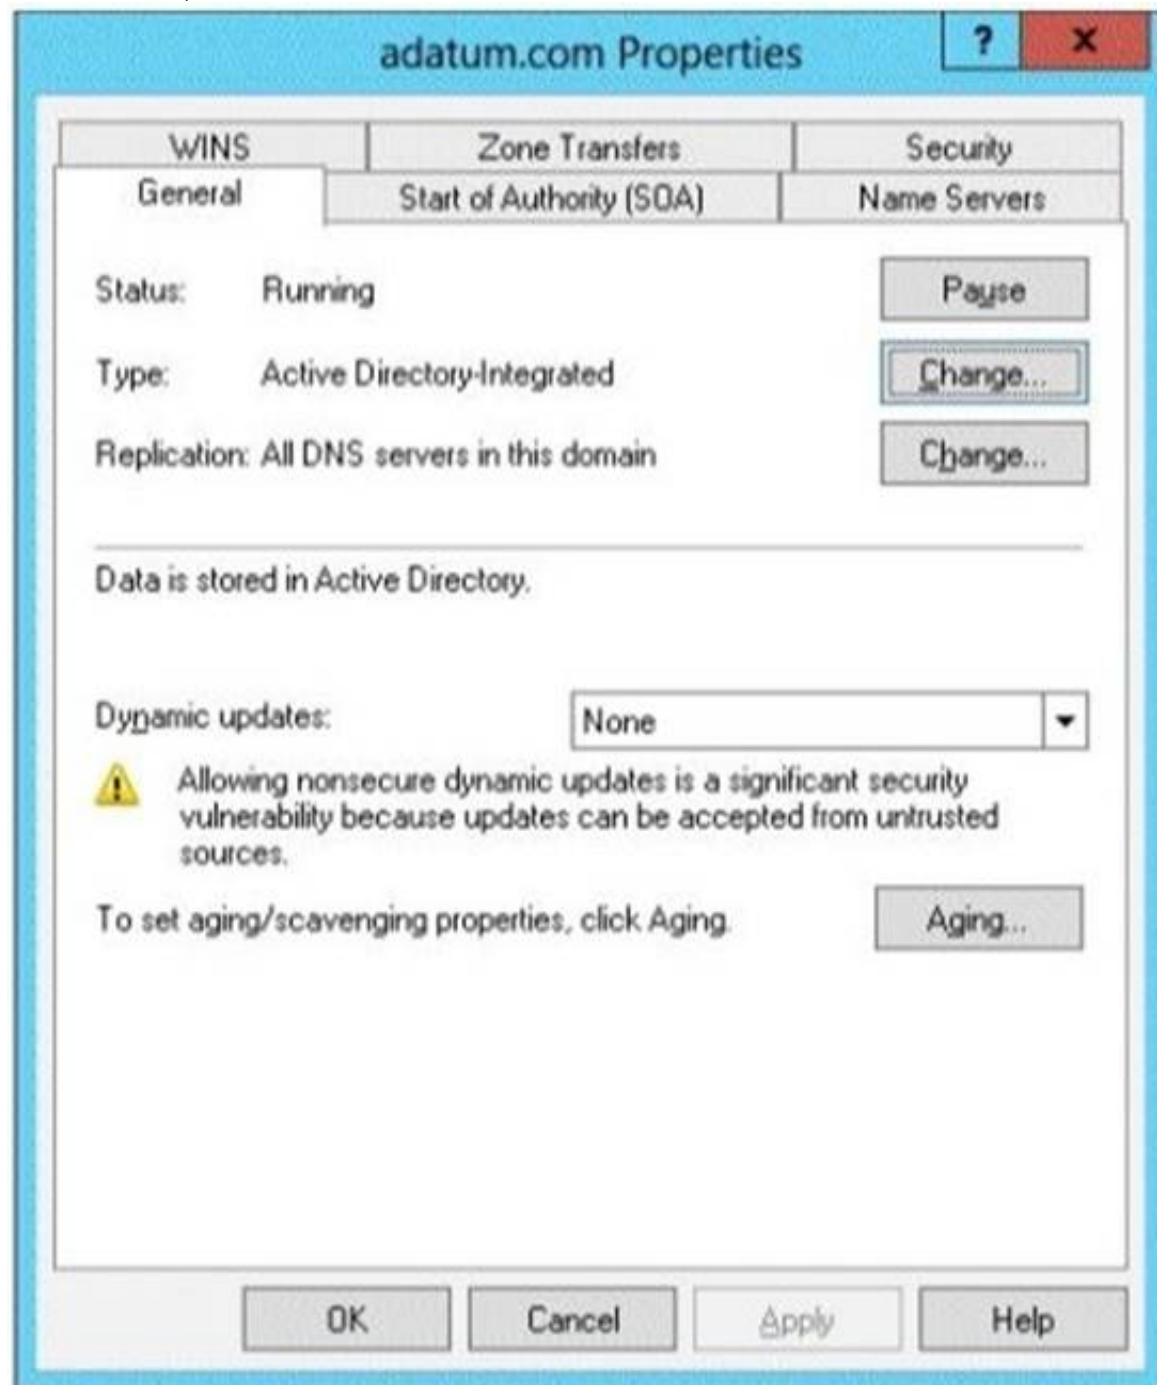 adatum.com Properties
?
x
WINS
Zone Transfers
Security
General
Start of Authority (SOA)
Name Servers
Status:
Running
Pause
Type:
Active Directory-Integrated
Change...
Replication:
All DNS servers in this domain
Change...
Data is stored in Active Directory.
Dynamic updates:
None
Allowing nonsecure dynamic updates is a significant security
vulnerability because updates can be accepted from untrusted
sources.
To set aging/scavenging properties, click Aging.
Aging...
OK
Cancel
Apply
Help